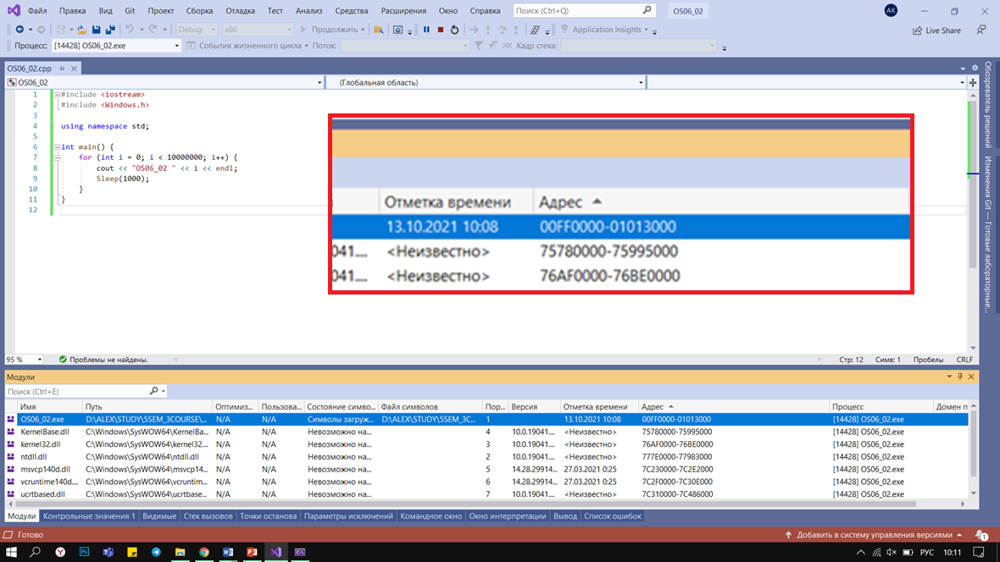 Файл Правка Вид Git Проект Сборка Отладка Тест Анализ Средства Расширения Окно Справка Поиск (Ctrl+Q) OS06_02 AK
Debug x86 Продолжить Application Insights Live Share
Процесс: [14428] OS06_02.exe События жизненного цикла Поток: Кадр стека:
OS06_02.cpp
OS06_02 (Глобальная область)
1 #include <iostream>
2 #include <Windows.h>
3
4 using namespace std;
5
6 int main() {
7 for (int i = 0; i < 10000000; i++) {
8 cout << "OS06_02 " << i << endl;
9 Sleep(1000);
10 }
11 }
12
Отметка времени Адрес
13.10.2021 10:08 00FF0000-01013000
041.... <Неизвестно> 75780000-75995000
041.... <Неизвестно> 76AF0000-76BE0000
Обозреватель решений
Изменения Git — Готовые лабораторные...
95 % Проблемы не найдены. Стр: 12 Симв: 1 Пробелы CRLF
Модули
Поиск (Ctrl+E)
Имя Путь Оптимиз... Пользова... Состояние симво... Файл символов Пор... Версия Отметка времени Адрес Процесс Домен п
OS06_02.exe D:\ALEX\STUDY\5SEM_3COURSE\... N/A N/A Символы загруж... D:\ALEX\STUDY\5SEM_3C... 1 13.10.2021 10:08 00FF0000-01013000 [14428] OS06_02.exe
KernelBase.dll C:\Windows\SysWOW64\KernelBa... N/A N/A Невозможно на... 4 10.0.19041.... <Неизвестно> 75780000-75995000 [14428] OS06_02.exe
kernel32.dll C:\Windows\SysWOW64\kernel32.... N/A N/A Невозможно на... 3 10.0.19041.... <Неизвестно> 76AF0000-76BE0000 [14428] OS06_02.exe
ntdll.dll C:\Windows\SysWOW64\ntdll.dll N/A N/A Невозможно на... 2 10.0.19041.... <Неизвестно> 777E0000-77983000 [14428] OS06_02.exe
msvcp140d.dll C:\Windows\SysWOW64\msvcp14... N/A N/A Невозможно на... 5 14.28.29914... 27.03.2021 0:25 7C230000-7C2E2000 [14428] OS06_02.exe
vcruntime140d.... C:\Windows\SysWOW64\vcruntim... N/A N/A Невозможно на... 6 14.28.29914... 27.03.2021 0:25 7C2F0000-7C30E000 [14428] OS06_02.exe
ucrtbased.dll C:\Windows\SysWOW64\ucrtbase... N/A N/A Невозможно на... 7 10.0.19041.... <Неизвестно> 7C310000-7C486000 [14428] OS06_02.exe
Модули Контрольные значения 1 Видимые Стек вызовов Точки останова Параметры исключений Командное окно Окно интерпретации Вывод Список ошибок
Готово Добавить в систему управления версиями 1
РУС 10:11